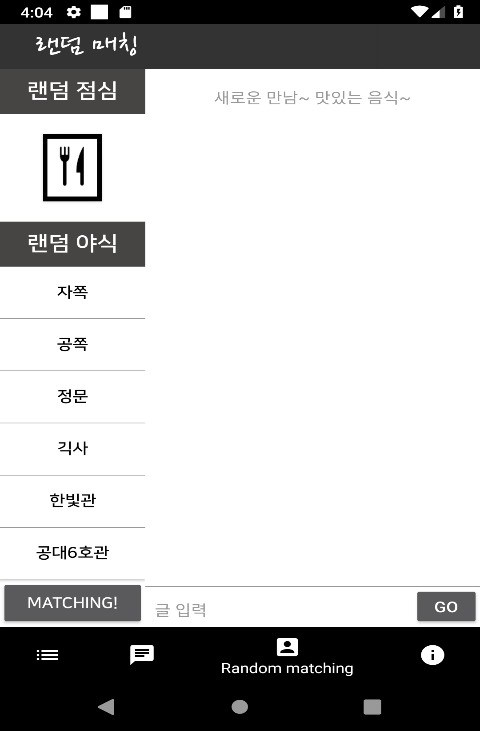 4:04
랜덤 매칭
랜덤 점심
새로운 만남~ 맛있는 음식~
랜덤 야식
자쪽
공쪽
정문
긱사
한빛관
공대6호관
MATCHING!
글 입력
GO
Random matching